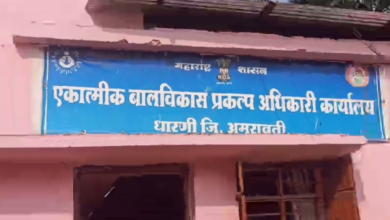 महाराष्ट्र शासन
एकात्मीक बालविकास प्रकल्प अधिकारी कार्यालय
धारणी जि. अमरावती